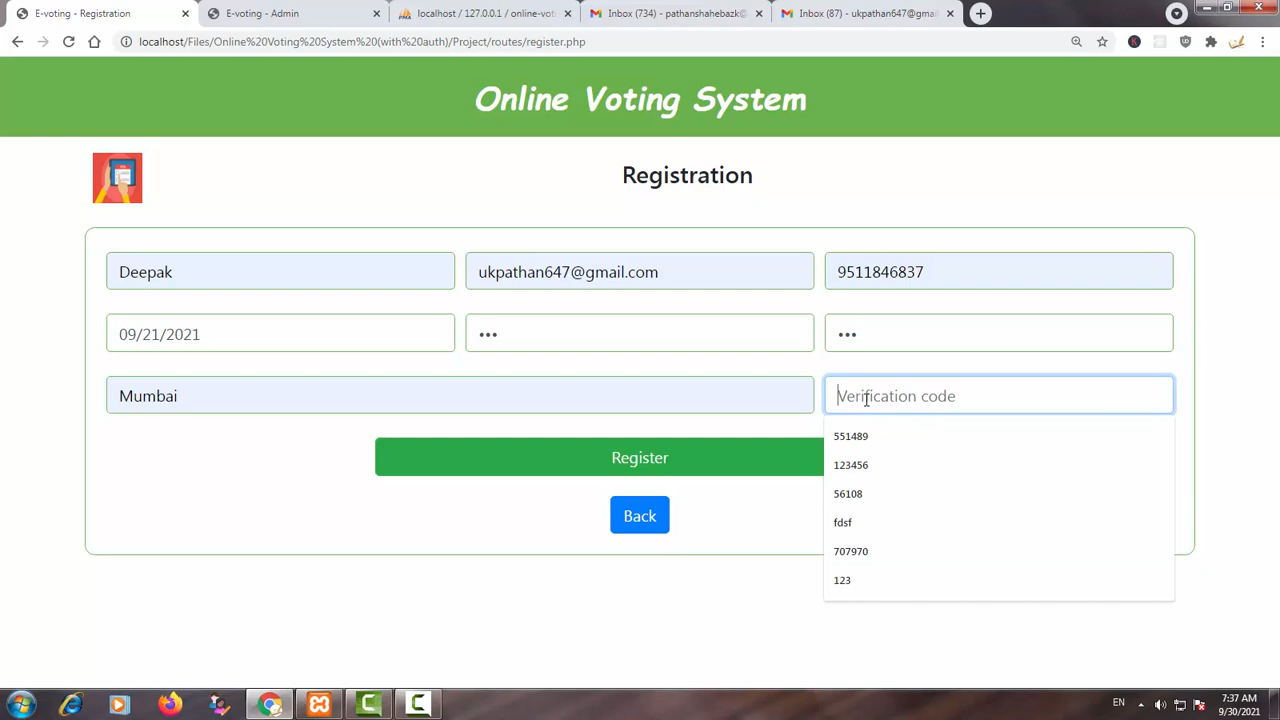 E-voting - Registration
E-voting - Admin
localhost / 127.0.0.1 / online-vot
Inbox (734) - pathanshahebazk@
Inbox (87) - ukpathan647@gmail
localhost/Files/Online%20Voting%20System%20(with%20auth)/Project/routes/register.php
Online Voting System
Registration
Deepak
ukpathan647@gmail.com
9511846837
09/21/2021
•••
•••
Mumbai
Verification code
551489
123456
56108
fdsf
707970
123
Register
Back
EN
7:37 AM
9/30/2021